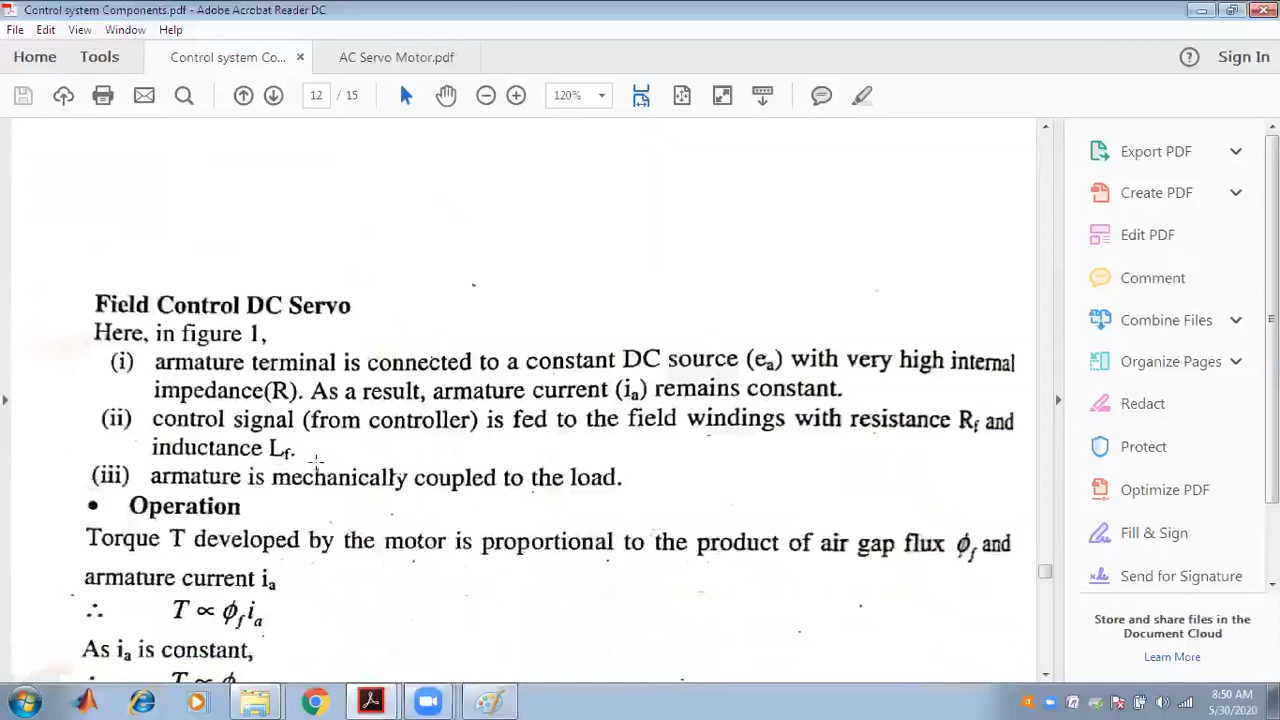 Control system Components.pdf - Adobe Acrobat Reader DC
File Edit View Window Help
Home Tools Control system Co... × AC Servo Motor.pdf ? Sign In
12 / 15 120%
Export PDF
Create PDF
Edit PDF
Comment
Combine Files
Organize Pages
Redact
Protect
Optimize PDF
Fill & Sign
Send for Signature
Store and share files in the
Document Cloud
Learn More
Field Control DC Servo
Here, in figure 1,
(i) armature terminal is connected to a constant DC source (eₐ) with very high internal
impedance(R). As a result, armature current (iₐ) remains constant.
(ii) control signal (from controller) is fed to the field windings with resistance R_f and
inductance L_f.
(iii) armature is mechanically coupled to the load.
• Operation
Torque T developed by the motor is proportional to the product of air gap flux ϕ_f and
armature current iₐ
∴ T ∝ ϕ_f iₐ
As iₐ is constant,
8:50 AM
5/30/2020